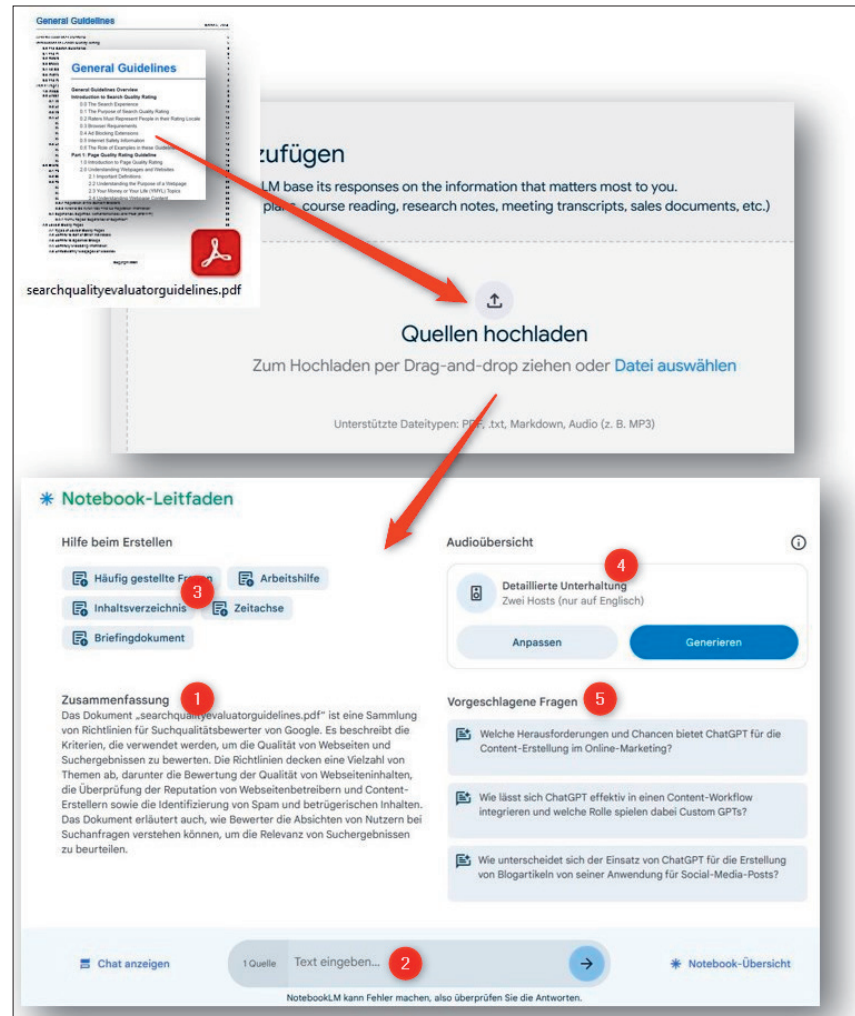 General Guidelines
General Guidelines
General Guidelines Overview
Introduction to Search Quality Rating
0.0 The Search Experience
0.1 The Purpose of Search Quality Rating
0.2 Raters Must Represent People in their Rating Locale
0.3 Browser Requirements
0.4 Ad Blocking Extensions
0.5 Internet Safety Information
0.6 The Role of Examples in these Guidelines
Part 1: Page Quality Rating Guideline
1.0 Introduction to Page Quality Rating
2.0 Understanding Webpages and Websites
2.1 Important Definitions
2.2 Understanding the Purpose of a Webpage
2.3 Your Money or Your Life (YMYL) Topics
2.4 Understanding Webpage Content
searchqualityevaluatorguidelines.pdf
zufügen
LM base its responses on the information that matters most to you.
plans, course reading, research notes, meeting transcripts, sales documents, etc.)
Quellen hochladen
Zum Hochladen per Drag-and-drop ziehen oder Datei auswählen
Unterstützte Dateitypen: PDF, .txt, Markdown, Audio (z. B. MP3)
Notebook-Leitfaden
Hilfe beim Erstellen
Häufig gestellte Fragen
Arbeitshilfe
3
Inhaltsverzeichnis
Zeitachse
Briefingdokument
Audioübersicht
4
Detaillierte Unterhaltung
Zwei Hosts (nur auf Englisch)
Anpassen
Generieren
Zusammenfassung 1
Das Dokument „searchqualityevaluatorguidelines.pdf" ist eine Sammlung
von Richtlinien für Suchqualitätsbewerter von Google. Es beschreibt die
Kriterien, die verwendet werden, um die Qualität von Webseiten und
Suchergebnissen zu bewerten. Die Richtlinien decken eine Vielzahl von
Themen ab, darunter die Bewertung der Qualität von Webseiteninhalten,
die Überprüfung der Reputation von Webseitenbetreibern und Content-
Erstellern sowie die Identifizierung von Spam und betrügerischen Inhalten.
Das Dokument erläutert auch, wie Bewerter die Absichten von Nutzern bei
Suchanfragen verstehen können, um die Relevanz von Suchergebnissen
zu beurteilen.
Vorgeschlagene Fragen 5
Welche Herausforderungen und Chancen bietet ChatGPT für die
Content-Erstellung im Online-Marketing?
Wie lässt sich ChatGPT effektiv in einen Content-Workflow
integrieren und welche Rolle spielen dabei Custom GPTs?
Wie unterscheidet sich der Einsatz von ChatGPT für die Erstellung
von Blogartikeln von seiner Anwendung für Social-Media-Posts?
Chat anzeigen
1 Quelle
Text eingeben... 2
Notebook-Übersicht
NotebookLM kann Fehler machen, also überprüfen Sie die Antworten.